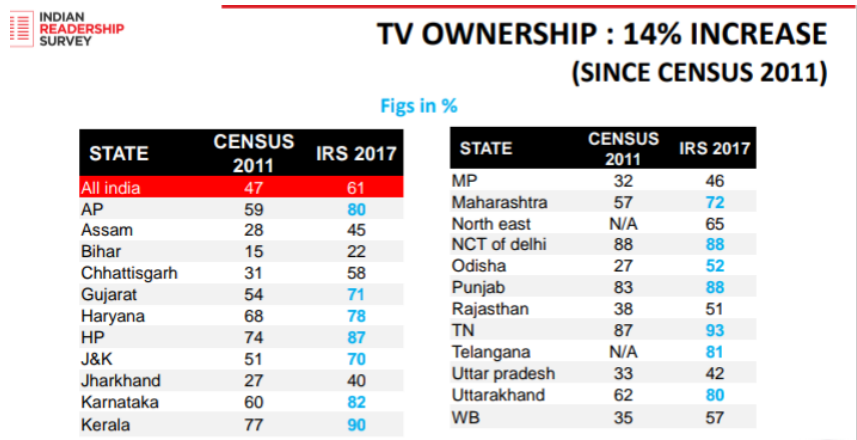 INDIAN
READERSHIP
SURVEY
TV OWNERSHIP : 14% INCREASE
(SINCE CENSUS 2011)
Figs in %
STATE CENSUS 2011 IRS 2017
All india 47 61
AP 59 80
Assam 28 45
Bihar 15 22
Chhattisgarh 31 58
Gujarat 54 71
Haryana 68 78
HP 74 87
J&K 51 70
Jharkhand 27 40
Karnataka 60 82
Kerala 77 90
STATE CENSUS 2011 IRS 2017
MP 32 46
Maharashtra 57 72
North east N/A 65
NCT of delhi 88 88
Odisha 27 52
Punjab 83 88
Rajasthan 38 51
TN 87 93
Telangana N/A 81
Uttar pradesh 33 42
Uttarakhand 62 80
WB 35 57